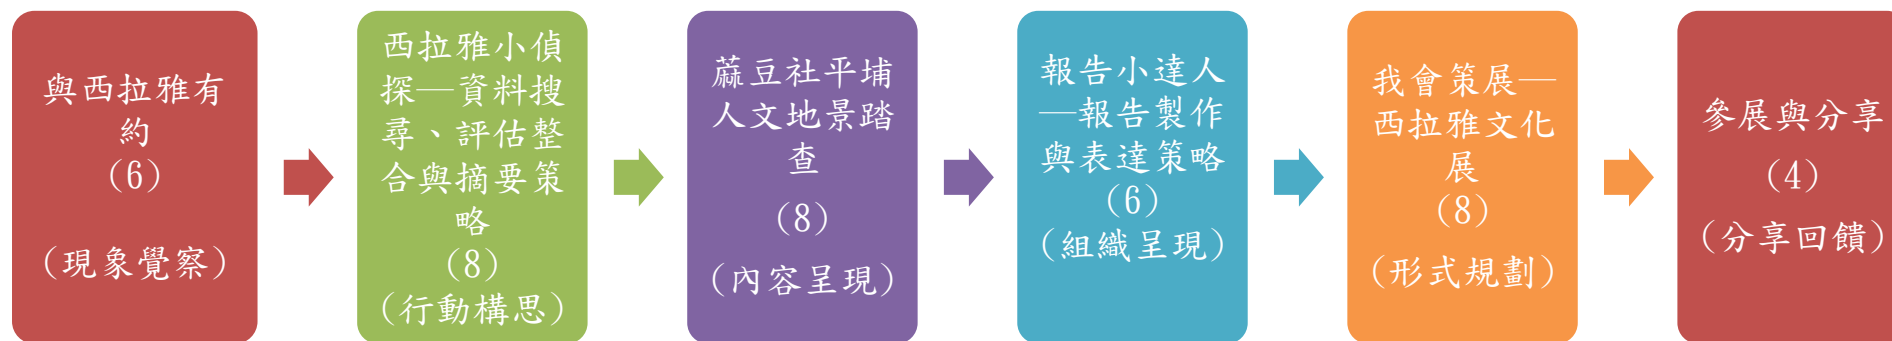 與西拉雅有
約
(6)
(現象覺察)
西拉雅小偵
探—資料搜
尋、評估整
合與摘要策
略
(8)
(行動構思)
蔴豆社平埔
人文地景踏
查
(8)
(內容呈現)
報告小達人
—報告製作
與表達策略
(6)
(組織呈現)
我會策展—
西拉雅文化
展
(8)
(形式規劃)
參展與分享
(4)
(分享回饋)